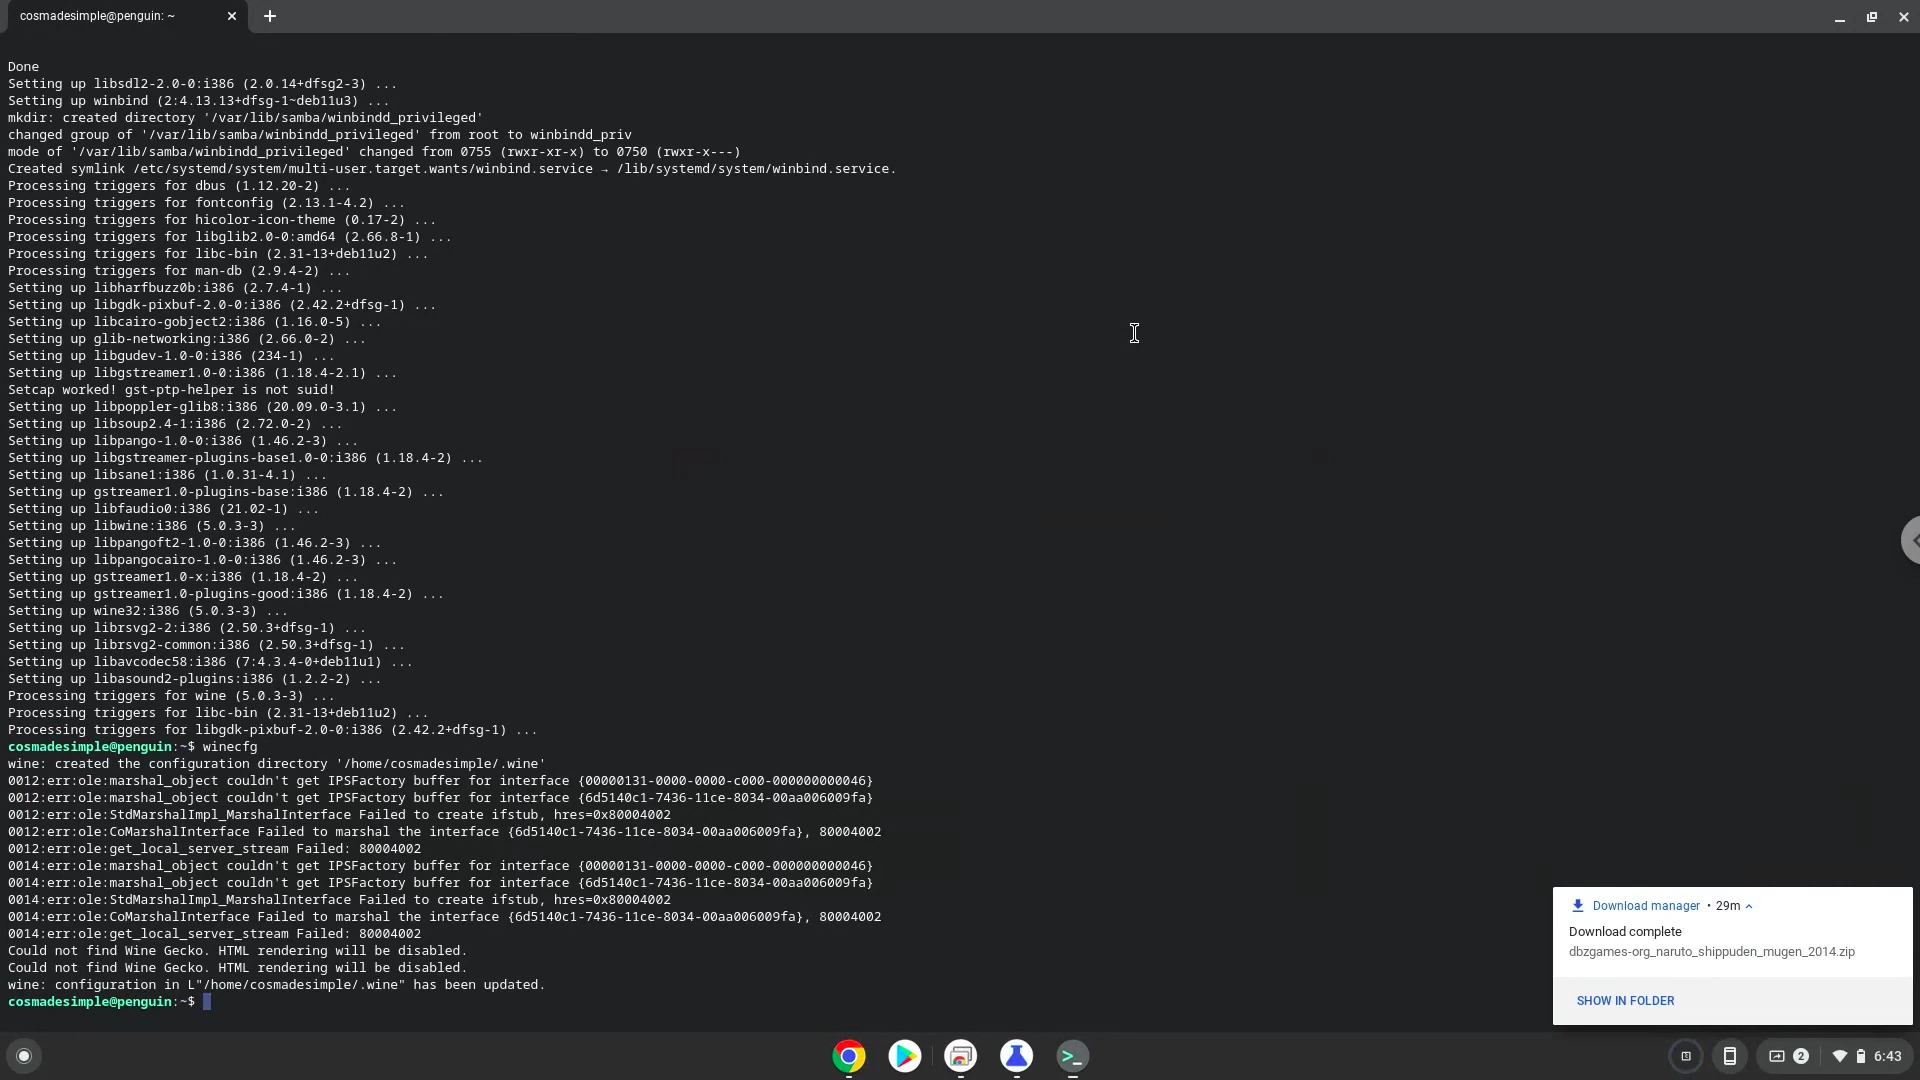 cosmadesimple@penguin: ~
Done
Setting up libsdl2-2.0-0:i386 (2.0.14+dfsg2-3) ...
Setting up winbind (2:4.13.13+dfsg-1~deb11u3) ...
mkdir: created directory '/var/lib/samba/winbindd_privileged'
changed group of '/var/lib/samba/winbindd_privileged' from root to winbindd_priv
mode of '/var/lib/samba/winbindd_privileged' changed from 0755 (rwxr-xr-x) to 0750 (rwxr-x---)
Created symlink /etc/systemd/system/multi-user.target.wants/winbind.service → /lib/systemd/system/winbind.service.
Processing triggers for dbus (1.12.20-2) ...
Processing triggers for fontconfig (2.13.1-4.2) ...
Processing triggers for hicolor-icon-theme (0.17-2) ...
Processing triggers for libglib2.0-0:amd64 (2.66.8-1) ...
Processing triggers for libc-bin (2.31-13+deb11u2) ...
Processing triggers for man-db (2.9.4-2) ...
Setting up libharfbuzz0b:i386 (2.7.4-1) ...
Setting up libgdk-pixbuf-2.0-0:i386 (2.42.2+dfsg-1) ...
Setting up libcairo-gobject2:i386 (1.16.0-5) ...
Setting up glib-networking:i386 (2.66.0-2) ...
Setting up libgudev-1.0-0:i386 (234-1) ...
Setting up libgstreamer1.0-0:i386 (1.18.4-2.1) ...
Setcap worked! gst-ptp-helper is not suid!
Setting up libpoppler-glib8:i386 (20.09.0-3.1) ...
Setting up libsoup2.4-1:i386 (2.72.0-2) ...
Setting up libpango-1.0-0:i386 (1.46.2-3) ...
Setting up libgstreamer-plugins-base1.0-0:i386 (1.18.4-2) ...
Setting up libsane1:i386 (1.0.31-4.1) ...
Setting up gstreamer1.0-plugins-base:i386 (1.18.4-2) ...
Setting up libfaudio0:i386 (21.02-1) ...
Setting up libwine:i386 (5.0.3-3) ...
Setting up libpangoft2-1.0-0:i386 (1.46.2-3) ...
Setting up libpangocairo-1.0-0:i386 (1.46.2-3) ...
Setting up gstreamer1.0-x:i386 (1.18.4-2) ...
Setting up gstreamer1.0-plugins-good:i386 (1.18.4-2) ...
Setting up wine32:i386 (5.0.3-3) ...
Setting up librsvg2-2:i386 (2.50.3+dfsg-1) ...
Setting up librsvg2-common:i386 (2.50.3+dfsg-1) ...
Setting up libavcodec58:i386 (7:4.3.4-0+deb11u1) ...
Setting up libasound2-plugins:i386 (1.2.2-2) ...
Processing triggers for wine (5.0.3-3) ...
Processing triggers for libc-bin (2.31-13+deb11u2) ...
Processing triggers for libgdk-pixbuf-2.0-0:i386 (2.42.2+dfsg-1) ...
cosmadesimple@penguin:~$ winecfg
wine: created the configuration directory '/home/cosmadesimple/.wine'
0012:err:ole:marshal_object couldn't get IPSFactory buffer for interface {00000131-0000-0000-c000-000000000046}
0012:err:ole:marshal_object couldn't get IPSFactory buffer for interface {6d5140c1-7436-11ce-8034-00aa006009fa}
0012:err:ole:StdMarshalImpl_MarshalInterface Failed to create ifstub, hres=0x80004002
0012:err:ole:CoMarshalInterface Failed to marshal the interface {6d5140c1-7436-11ce-8034-00aa006009fa}, 80004002
0012:err:ole:get_local_server_stream Failed: 80004002
0014:err:ole:marshal_object couldn't get IPSFactory buffer for interface {00000131-0000-0000-c000-000000000046}
0014:err:ole:marshal_object couldn't get IPSFactory buffer for interface {6d5140c1-7436-11ce-8034-00aa006009fa}
0014:err:ole:StdMarshalImpl_MarshalInterface Failed to create ifstub, hres=0x80004002
0014:err:ole:CoMarshalInterface Failed to marshal the interface {6d5140c1-7436-11ce-8034-00aa006009fa}, 80004002
0014:err:ole:get_local_server_stream Failed: 80004002
Could not find Wine Gecko. HTML rendering will be disabled.
Could not find Wine Gecko. HTML rendering will be disabled.
wine: configuration in L"/home/cosmadesimple/.wine" has been updated.
cosmadesimple@penguin:~$
Download manager • 29m
Download complete
dbzgames-org_naruto_shippuden_mugen_2014.zip
SHOW IN FOLDER
2
6:43